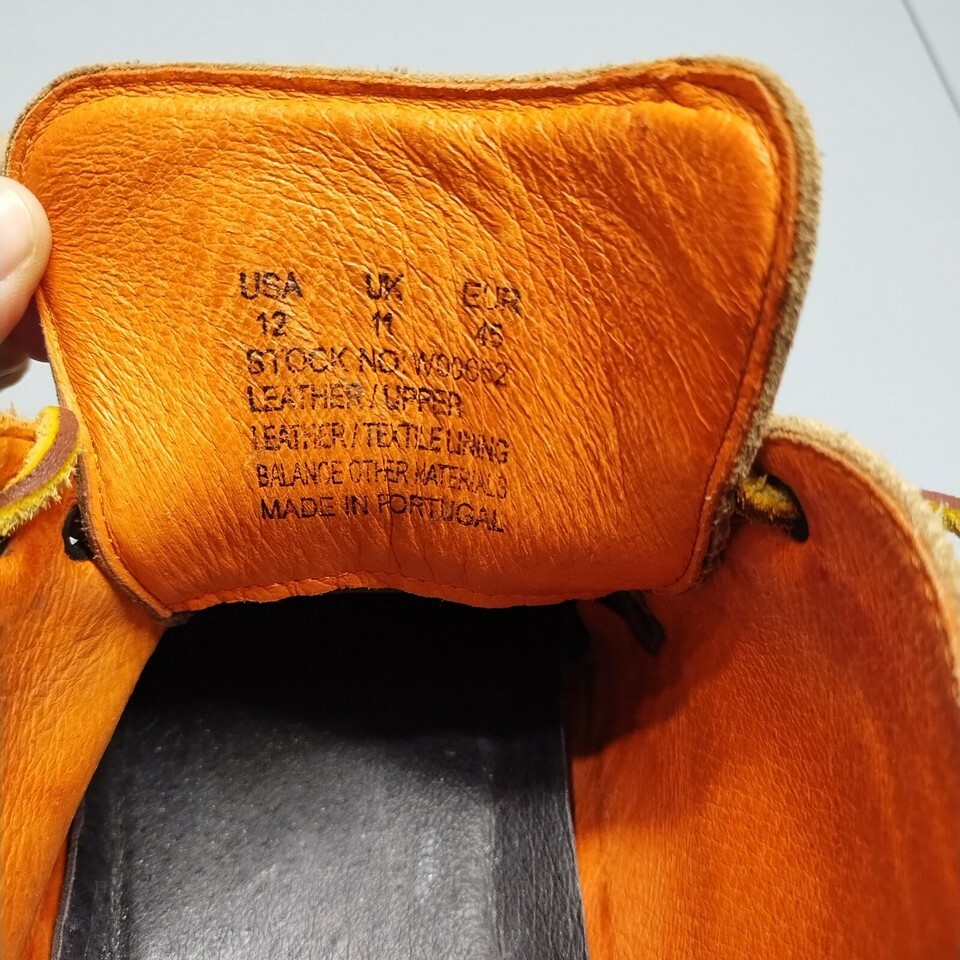 USA UK EUR
12 11 45
STOCK NO
LEATHER / UPPER
LEATHER / TEXTILE LINING
BALANCE OTHER MATERIALS
MADE IN PORTUGAL